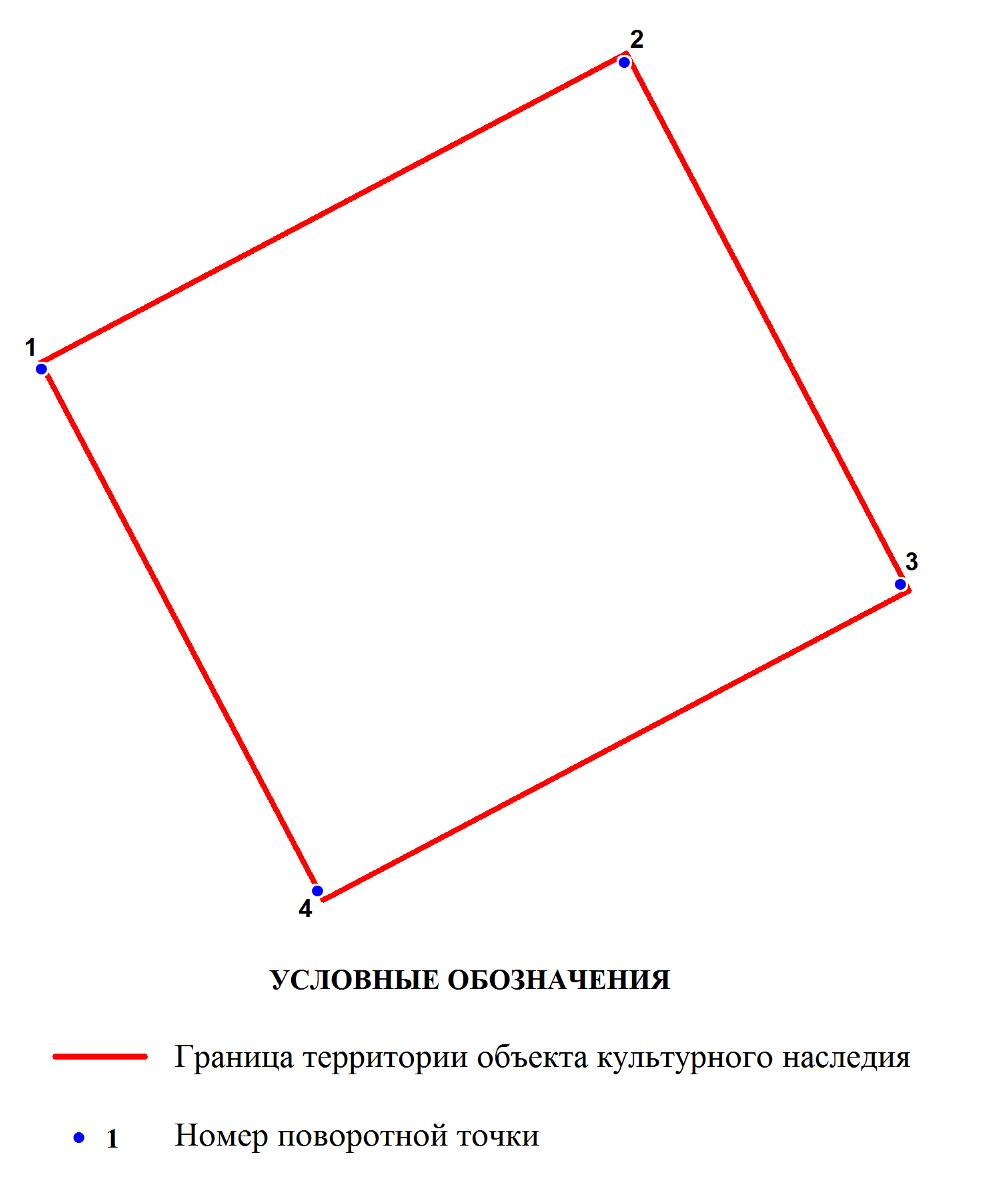 2
1
3
4
УСЛОВНЫЕ ОБОЗНАЧЕНИЯ
Граница территории объекта культурного наследия
1 Номер поворотной точки